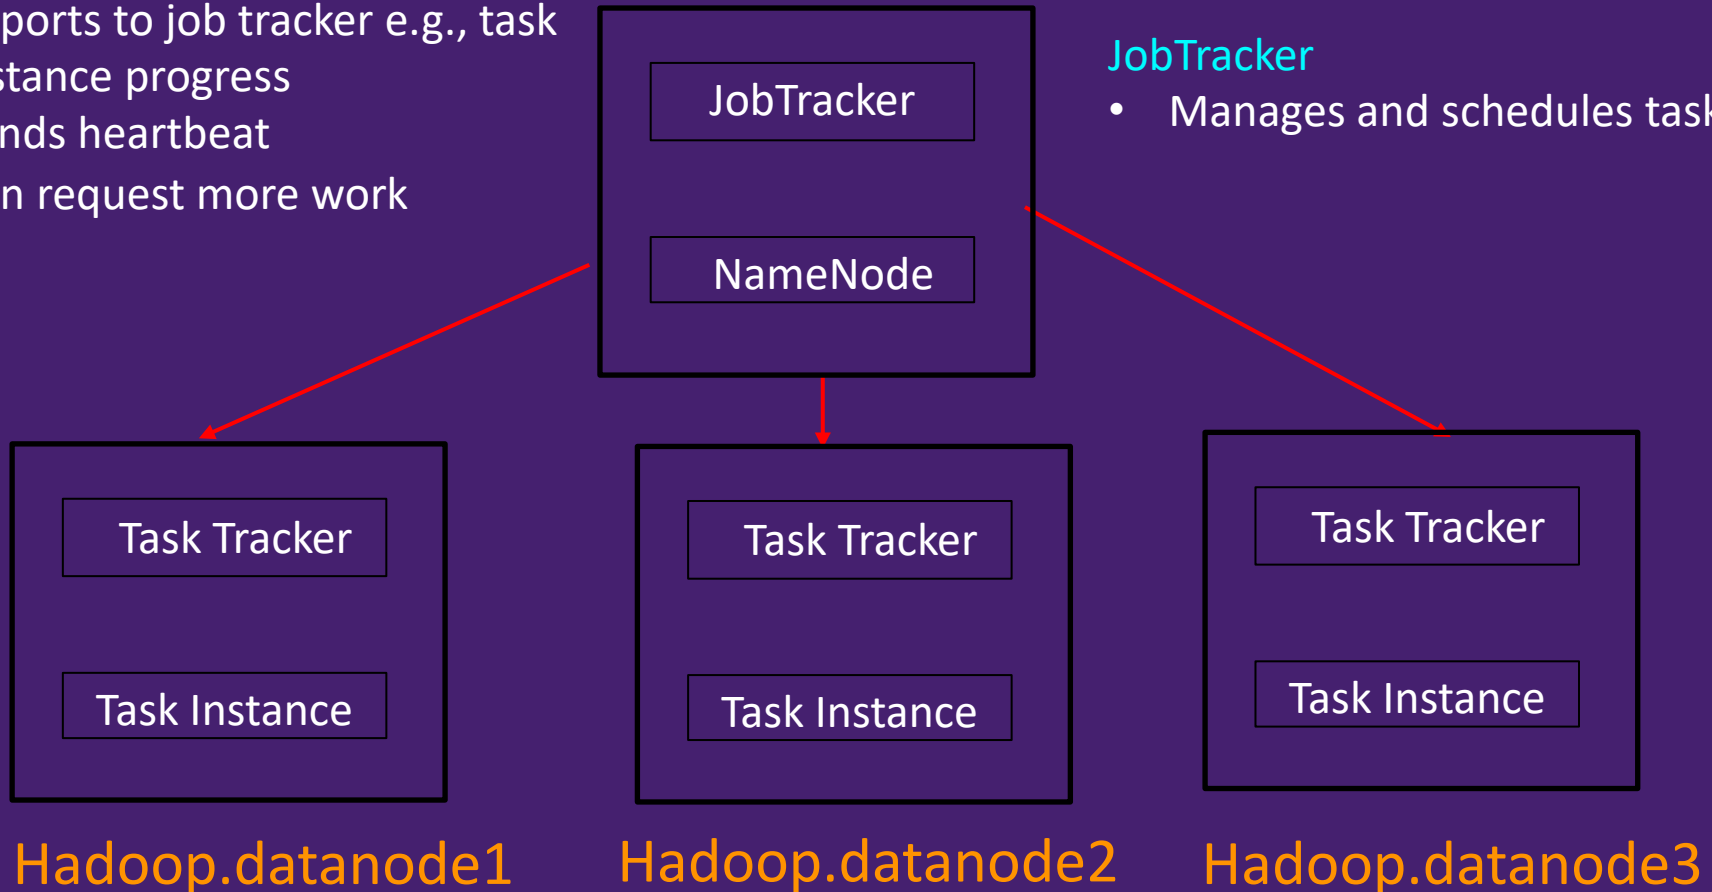 ports to job tracker e.g., task
stance progress
nds heartbeat
n request more work
JobTracker
NameNode
JobTracker
• Manages and schedules task
Task Tracker
Task Instance
Task Tracker
Task Instance
Task Tracker
Task Instance
Hadoop.datanode1
Hadoop.datanode2
Hadoop.datanode3